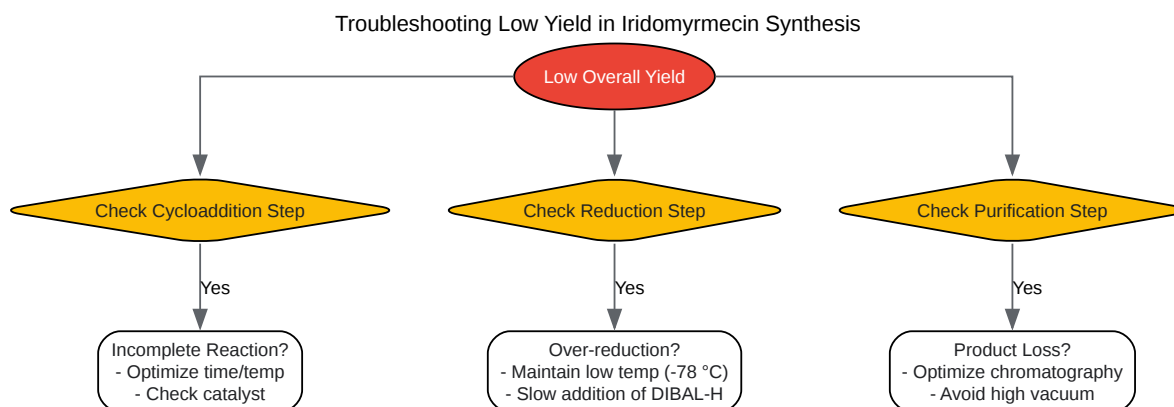 Troubleshooting Low Yield in Iridomyrmecin Synthesis
Low Overall Yield
Check Cycloaddition Step
Check Reduction Step
Check Purification Step
Yes
Yes
Yes
Incomplete Reaction?
- Optimize time/temp
- Check catalyst
Over-reduction?
- Maintain low temp (-78 °C)
- Slow addition of DIBAL-H
Product Loss?
- Optimize chromatography
- Avoid high vacuum